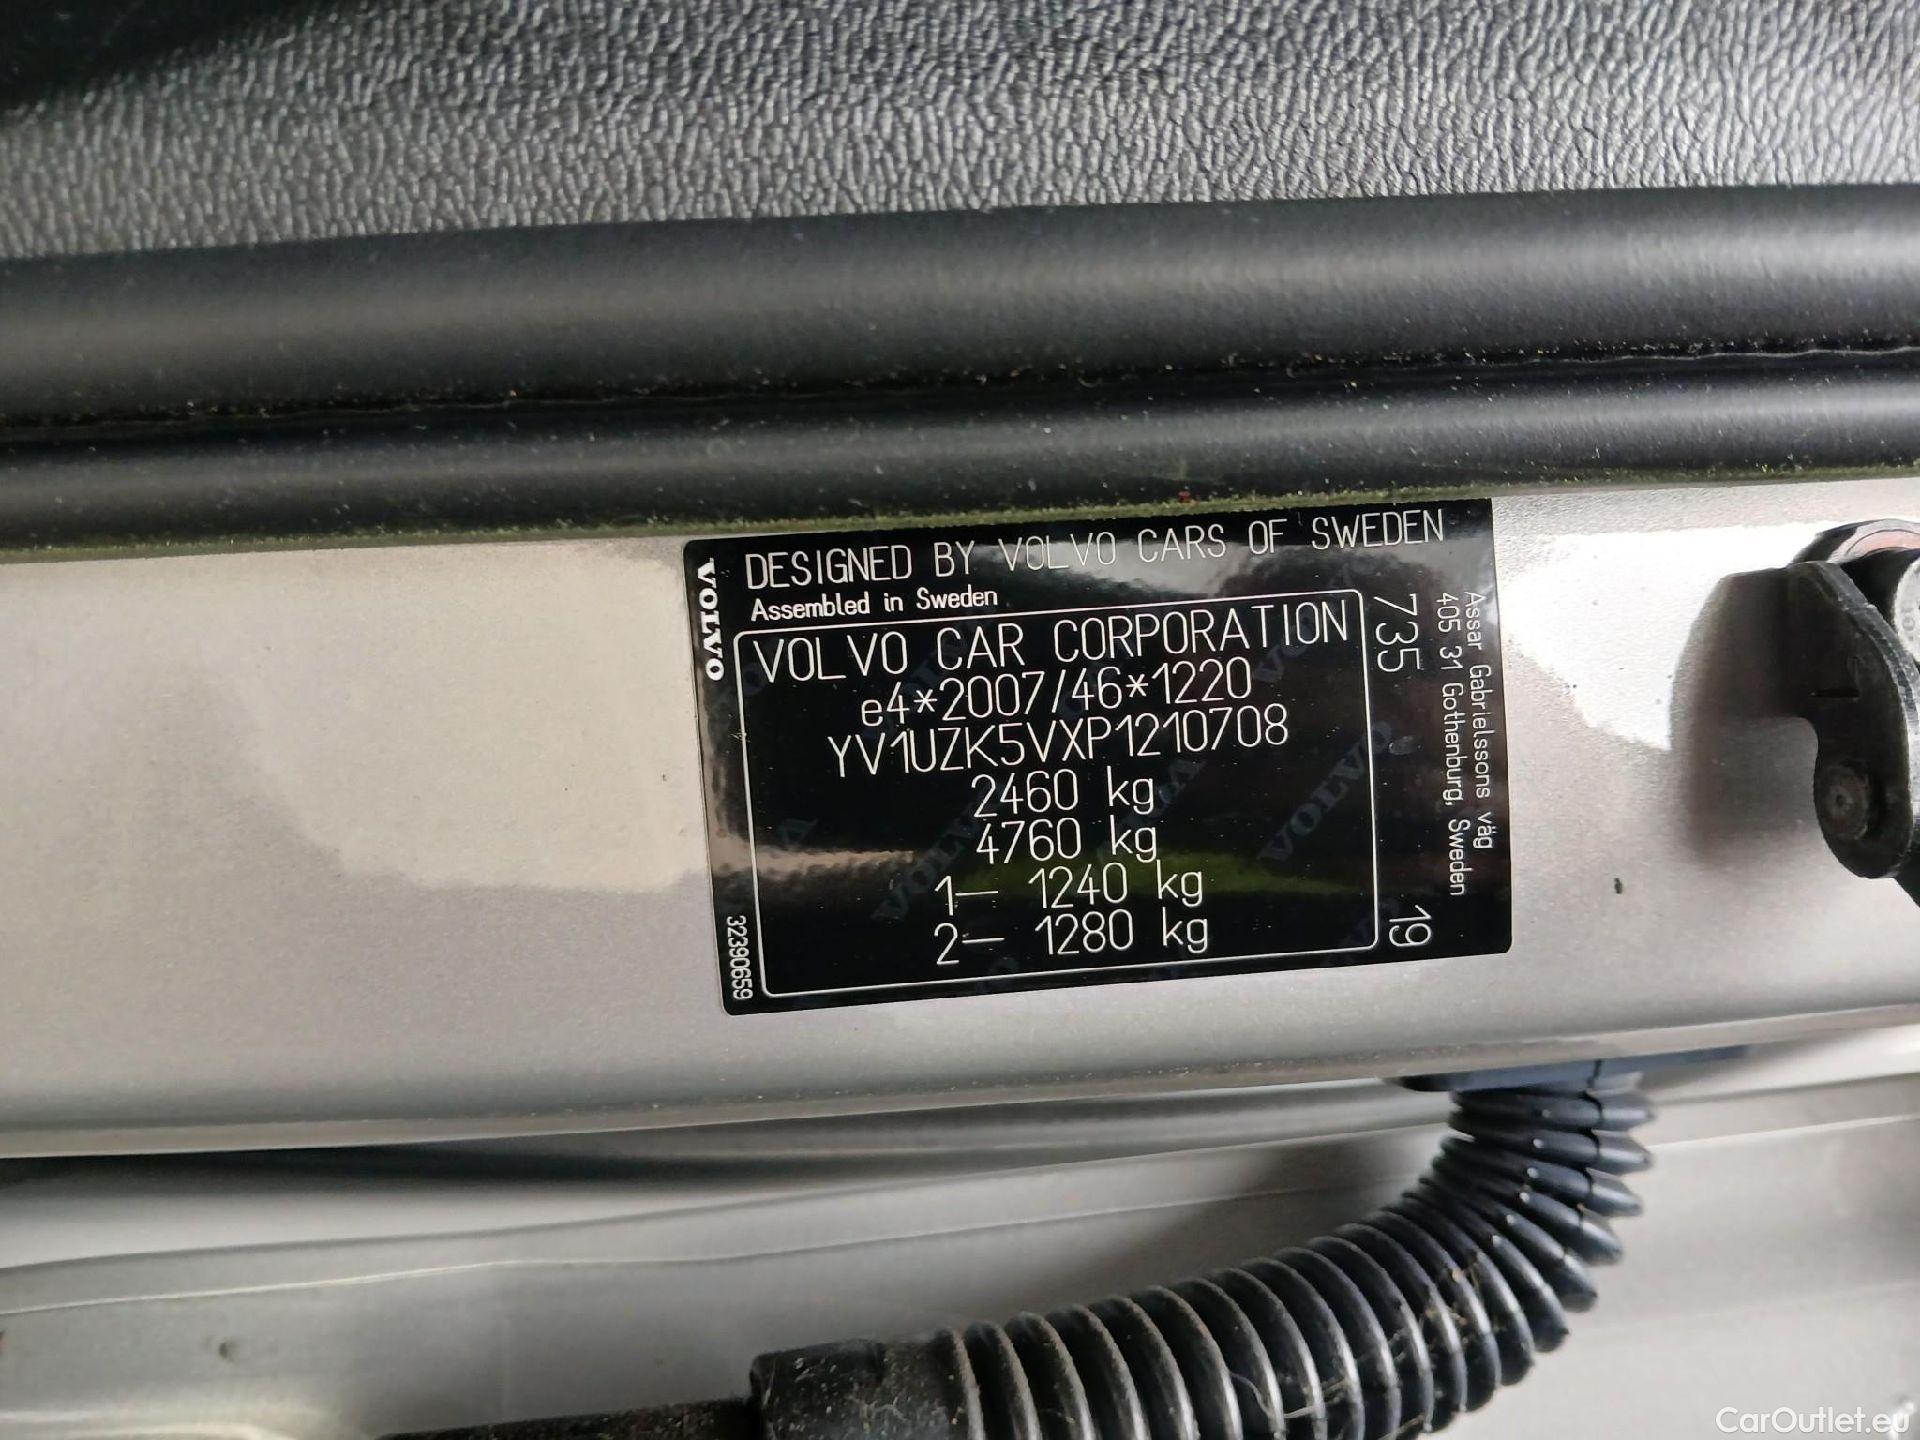 DESIGNED BY VOLVO CARS OF SWEDEN
Assembled in Sweden
VOLVO
VOLVO CAR CORPORATION
e4*2007/46*1220
YV1UZK5VXP1210708
2460 kg
4760 kg
1– 1240 kg
2– 1280 kg
735
19
Assar Gabrielssons väg
405 31 Gothenburg, Sweden
32390659
CarOutlet.eu